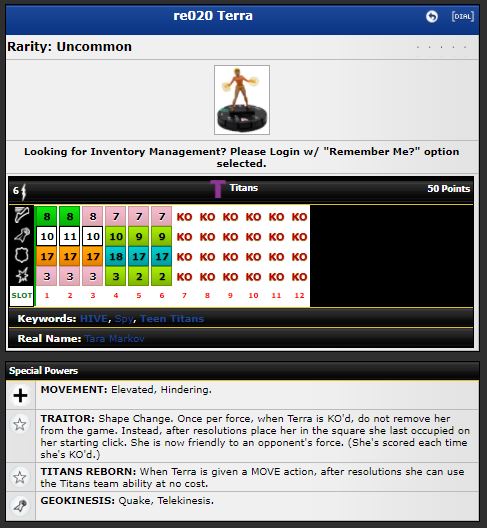 re020 Terra
[DIAL]
Rarity: Uncommon
Looking for Inventory Management? Please Login w/ "Remember Me?" option
selected.
6 T Titans 50 Points
8 8 8 7 7 7 KO KO KO KO KO KO
10 11 10 10 9 9 KO KO KO KO KO KO
17 17 17 18 17 17 KO KO KO KO KO KO
3 3 3 3 2 2 KO KO KO KO KO KO
SLOT 1 2 3 4 5 6 7 8 9 10 11 12
Keywords: HIVE, Spy, Teen Titans
Real Name: Tara Markov
Special Powers
MOVEMENT: Elevated, Hindering.
TRAITOR: Shape Change. Once per force, when Terra is KO'd, do not remove her
from the game. Instead, after resolutions place her in the square she last occupied on
her starting click. She is now friendly to an opponent's force. (She's scored each time
she's KO'd.)
TITANS REBORN: When Terra is given a MOVE action, after resolutions she can use
the Titans team ability at no cost.
GEOKINESIS: Quake, Telekinesis.